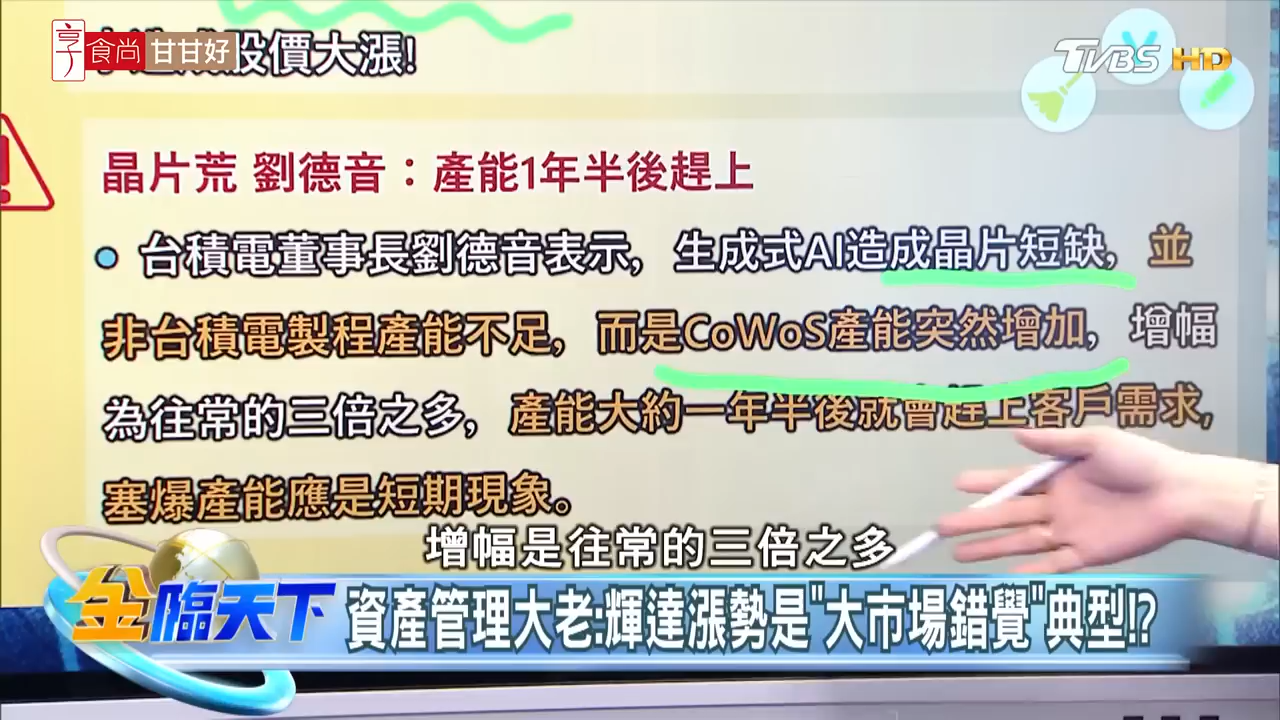 享
食尚 甘甘好
股價大漲!
TVBS HD
晶片荒 劉德音：產能1年半後趕上
• 台積電董事長劉德音表示，生成式AI造成晶片短缺，並
非台積電製程產能不足，而是CoWoS產能突然增加，增幅
為往常的三倍之多，產能大約一年半後就會趕上客戶需求，
塞爆產能應是短期現象。
增幅是往常的三倍之多
金臨天下
資產管理大老:輝達漲勢是"大市場錯覺"典型!?